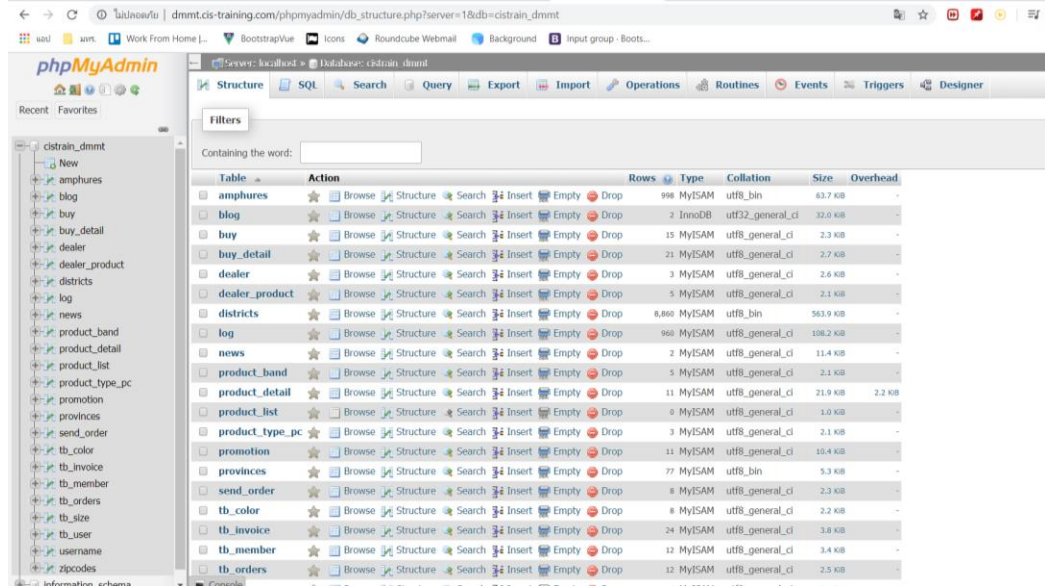 ไม่ปลอดภัย | dmmt.cis-training.com/phpmyadmin/db_structure.php?server=1&db=cistrain_dmmt
แอป มทร. Work From Home |... BootstrapVue Icons Roundcube Webmail Background Input group · Boots...
phpMyAdmin
Recent Favorites
cistrain_dmmt
New
amphures
blog
buy
buy_detail
dealer
dealer_product
districts
log
news
product_band
product_detail
product_list
product_type_pc
promotion
provinces
send_order
tb_color
tb_invoice
tb_member
tb_orders
tb_size
tb_user
username
zipcodes
information_schema
Server: localhost » Database: cistrain_dmmt
Structure SQL Search Query Export Import Operations Routines Events Triggers Designer
Filters
Containing the word:
Table Action Rows Type Collation Size Overhead
amphures Browse Structure Search Insert Empty Drop 998 MyISAM utf8_bin 63.7 KiB -
blog Browse Structure Search Insert Empty Drop 2 InnoDB utf32_general_ci 32.0 KiB -
buy Browse Structure Search Insert Empty Drop 15 MyISAM utf8_general_ci 2.3 KiB -
buy_detail Browse Structure Search Insert Empty Drop 21 MyISAM utf8_general_ci 2.7 KiB -
dealer Browse Structure Search Insert Empty Drop 3 MyISAM utf8_general_ci 2.6 KiB -
dealer_product Browse Structure Search Insert Empty Drop 5 MyISAM utf8_general_ci 2.1 KiB -
districts Browse Structure Search Insert Empty Drop 8,860 MyISAM utf8_bin 563.9 KiB -
log Browse Structure Search Insert Empty Drop 960 MyISAM utf8_general_ci 108.2 KiB -
news Browse Structure Search Insert Empty Drop 2 MyISAM utf8_general_ci 11.4 KiB -
product_band Browse Structure Search Insert Empty Drop 5 MyISAM utf8_general_ci 2.1 KiB -
product_detail Browse Structure Search Insert Empty Drop 11 MyISAM utf8_general_ci 21.9 KiB 2.2 KiB
product_list Browse Structure Search Insert Empty Drop 0 MyISAM utf8_general_ci 1.0 KiB -
product_type_pc Browse Structure Search Insert Empty Drop 3 MyISAM utf8_general_ci 2.1 KiB -
promotion Browse Structure Search Insert Empty Drop 11 MyISAM utf8_general_ci 10.4 KiB -
provinces Browse Structure Search Insert Empty Drop 77 MyISAM utf8_bin 5.3 KiB -
send_order Browse Structure Search Insert Empty Drop 8 MyISAM utf8_general_ci 2.3 KiB -
tb_color Browse Structure Search Insert Empty Drop 8 MyISAM utf8_general_ci 2.2 KiB -
tb_invoice Browse Structure Search Insert Empty Drop 24 MyISAM utf8_general_ci 3.8 KiB -
tb_member Browse Structure Search Insert Empty Drop 12 MyISAM utf8_general_ci 3.4 KiB -
tb_orders Browse Structure Search Insert Empty Drop 12 MyISAM utf8_general_ci 2.5 KiB -
Console